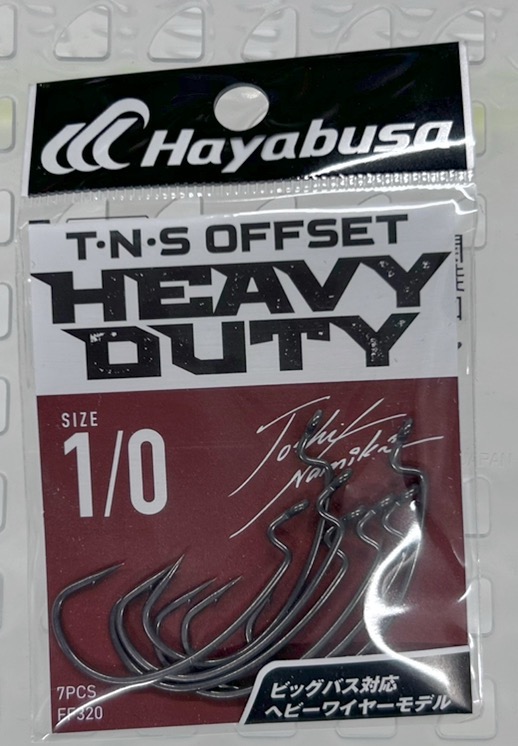 Hayabusa
T·N·S OFFSET
HEAVY
DUTY
SIZE
1/0
7PCS
FF320
ビッグバス対応
ヘビーワイヤーモデル